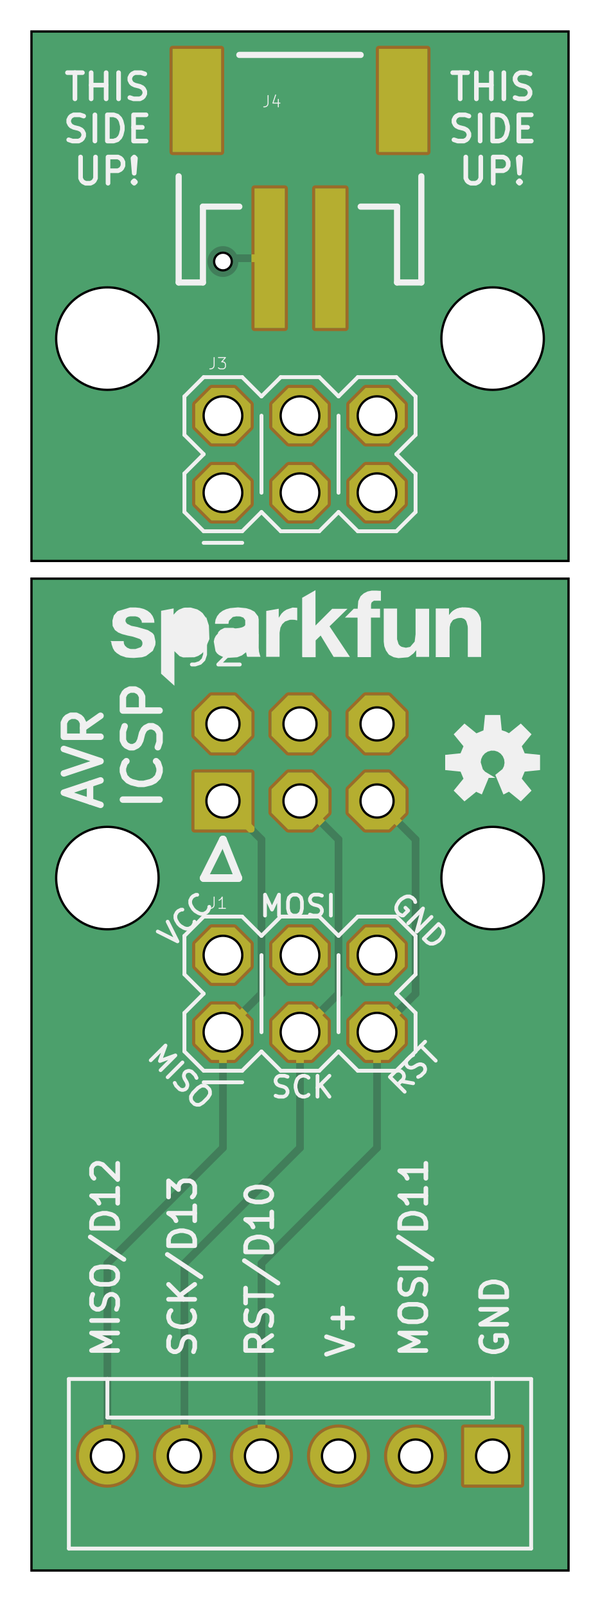 THIS
SIDE
UP!
THIS
SIDE
UP!
J4
J3
sparkfun
J2
AVR
ICSP
J1
VCC
MOSI
GND
MISO
SCK
RST
MISO/D12
SCK/D13
RST/D10
V+
MOSI/D11
GND